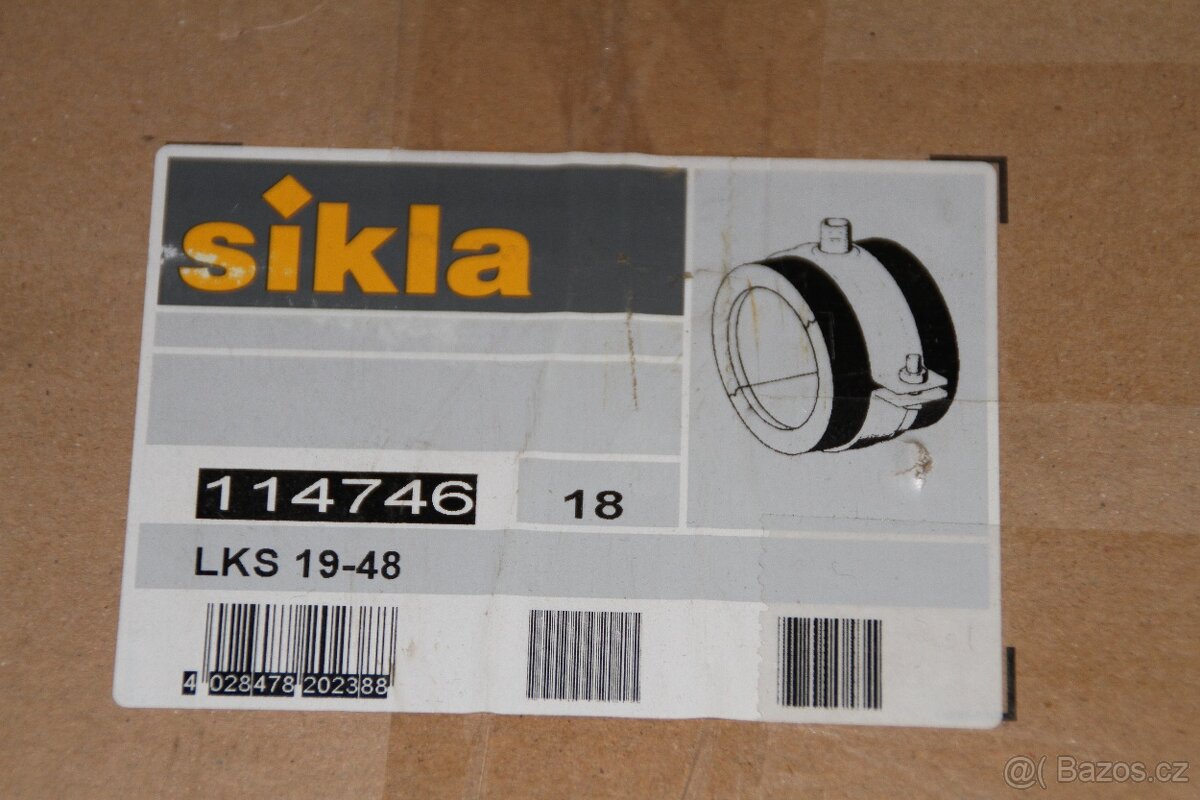 sikla
114746
18
LKS 19-48
4 028478 202388
@( Bazos.cz